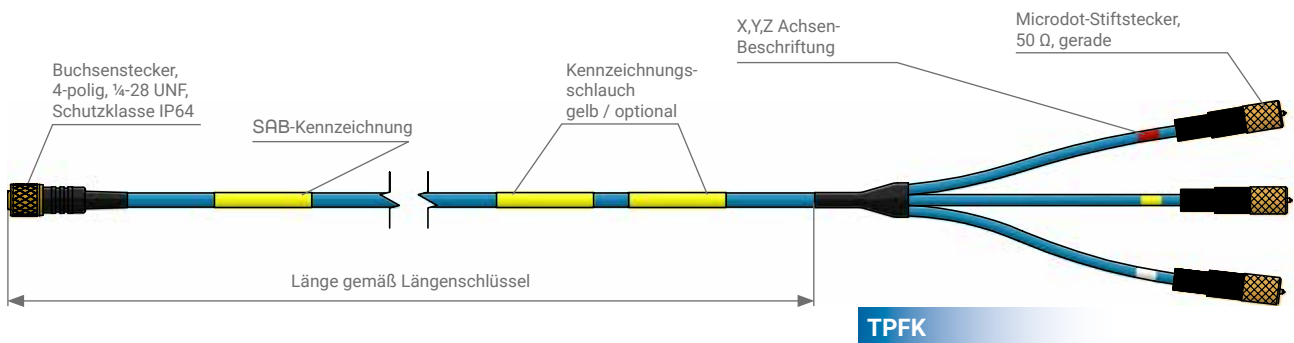 Buchsenstecker,
4-polig, ¼-28 UNF,
Schutzklasse IP64
SAB-Kennzeichnung
Kennzeichnungs-
schlauch
gelb / optional
X,Y,Z Achsen-
Beschriftung
Microdot-Stiftstecker,
50 Ω, gerade
Länge gemäß Längenschlüssel
TPFK